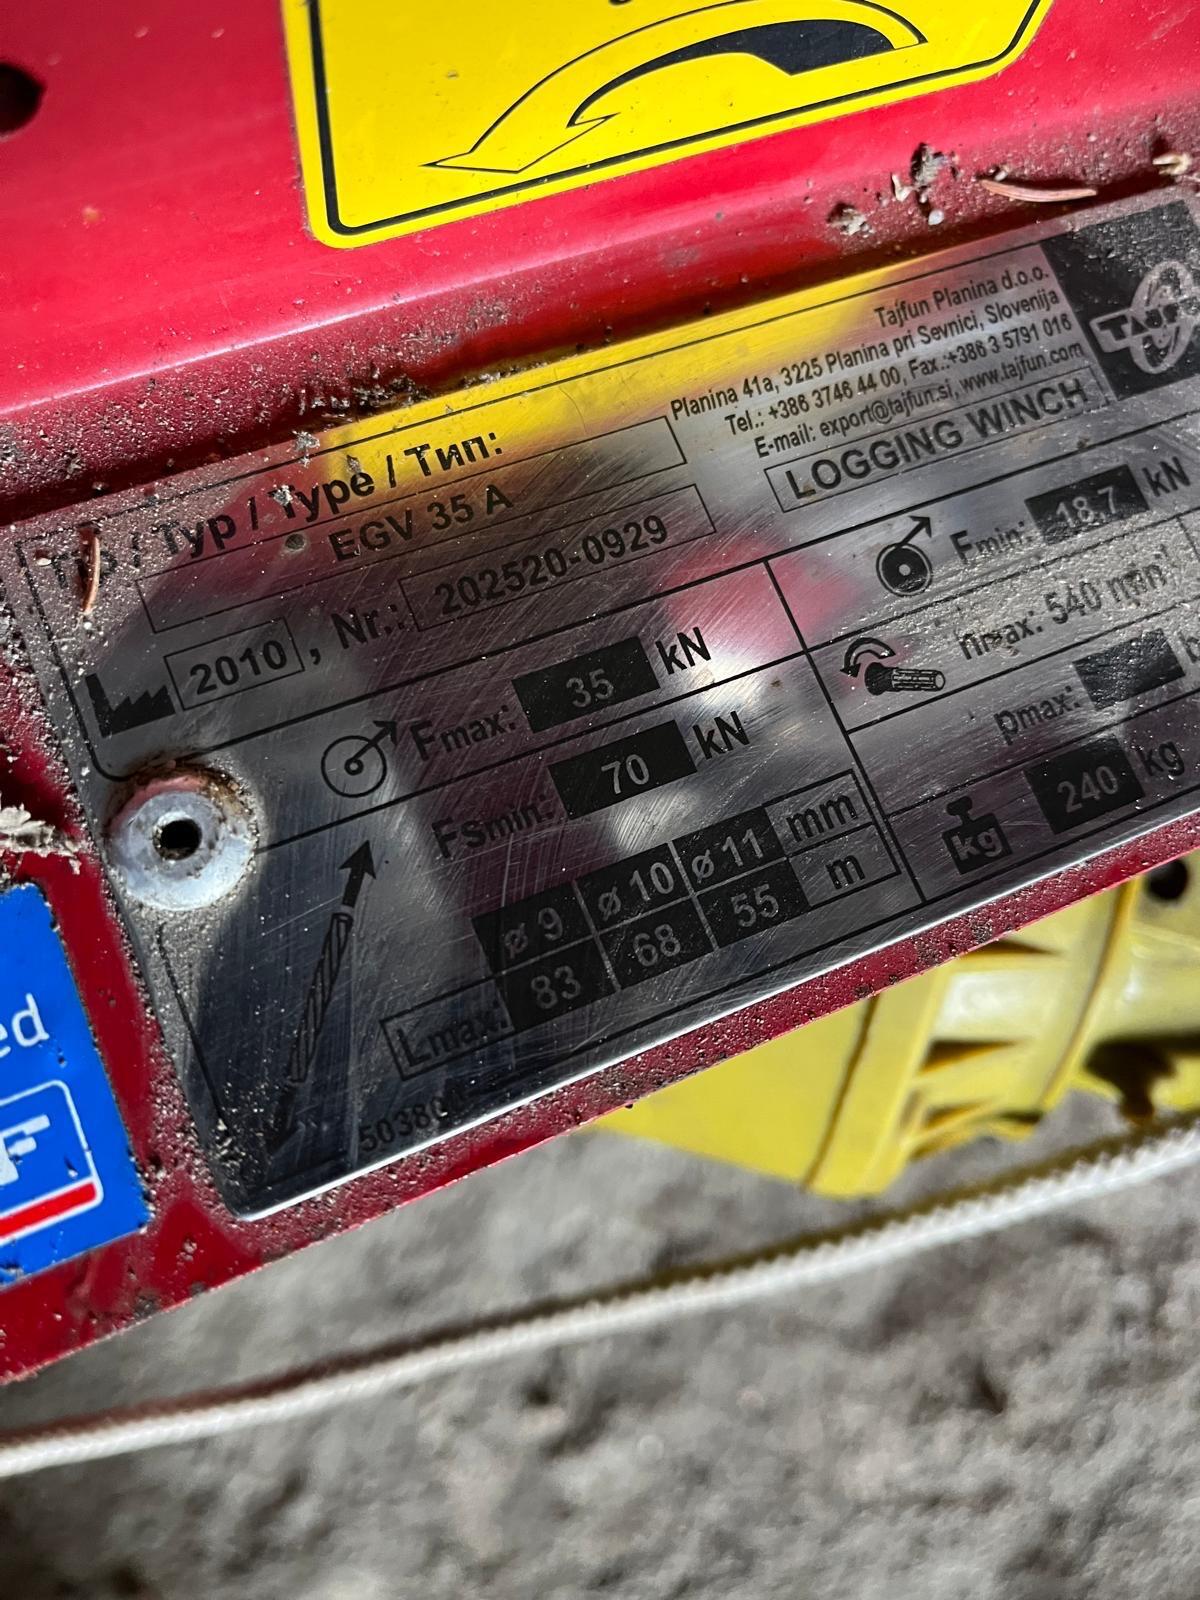 Tajfun Planina d.o.o.
Planina 41a, 3225 Planina pri Sevnici, Slovenija
Tel.: +386 3746 44 00, Fax.:+386 3 5791 016
E-mail: export@tajfun.si, www.tajfun.com
LOGGING WINCH
Tip / Typ / Type / Тип:
EGV 35 A
2010 , Nr.: 202520-0929
Fmax: 35 kN
Fmin: 18.7 kN
Fsmin: 70 kN
nmax: 540 min
pmax:
ø 9 ø 10 ø 11 mm
Lmax: 83 68 55 m
kg 240 kg
ed
F